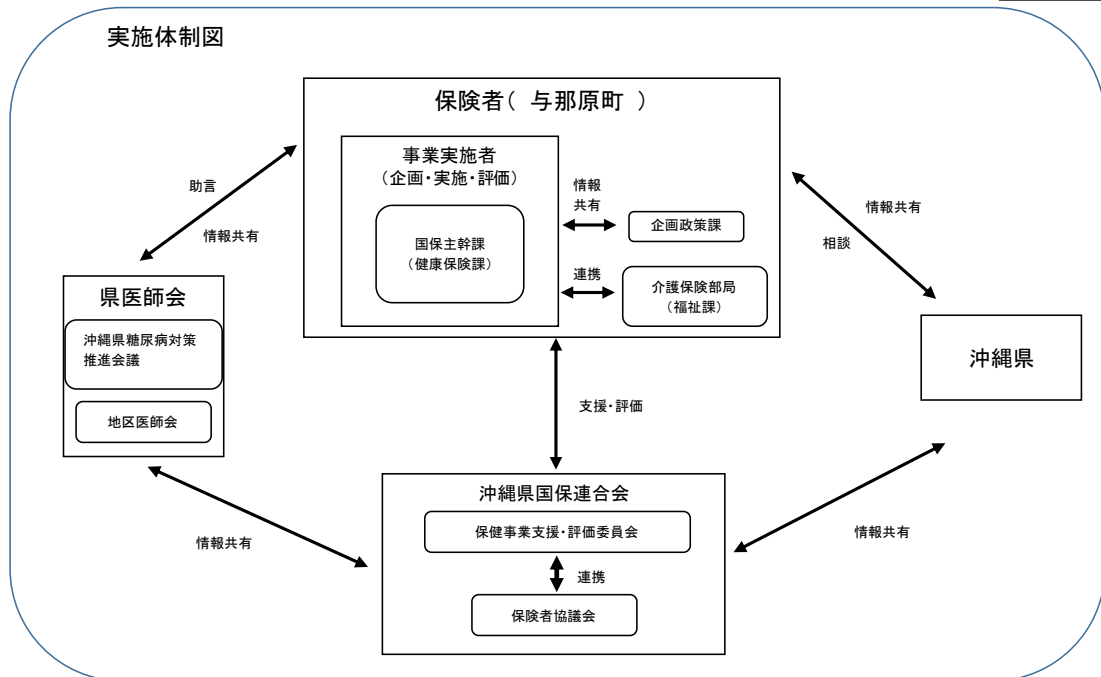 実施体制図
保険者( 与那原町 )
事業実施者
(企画・実施・評価)
国保主幹課
(健康保険課)
情報
共有
企画政策課
連携
介護保険部局
(福祉課)
助言
情報共有
情報共有
相談
県医師会
沖縄県糖尿病対策
推進会議
地区医師会
沖縄県
支援・評価
沖縄県国保連合会
保健事業支援・評価委員会
連携
保険者協議会
情報共有
情報共有